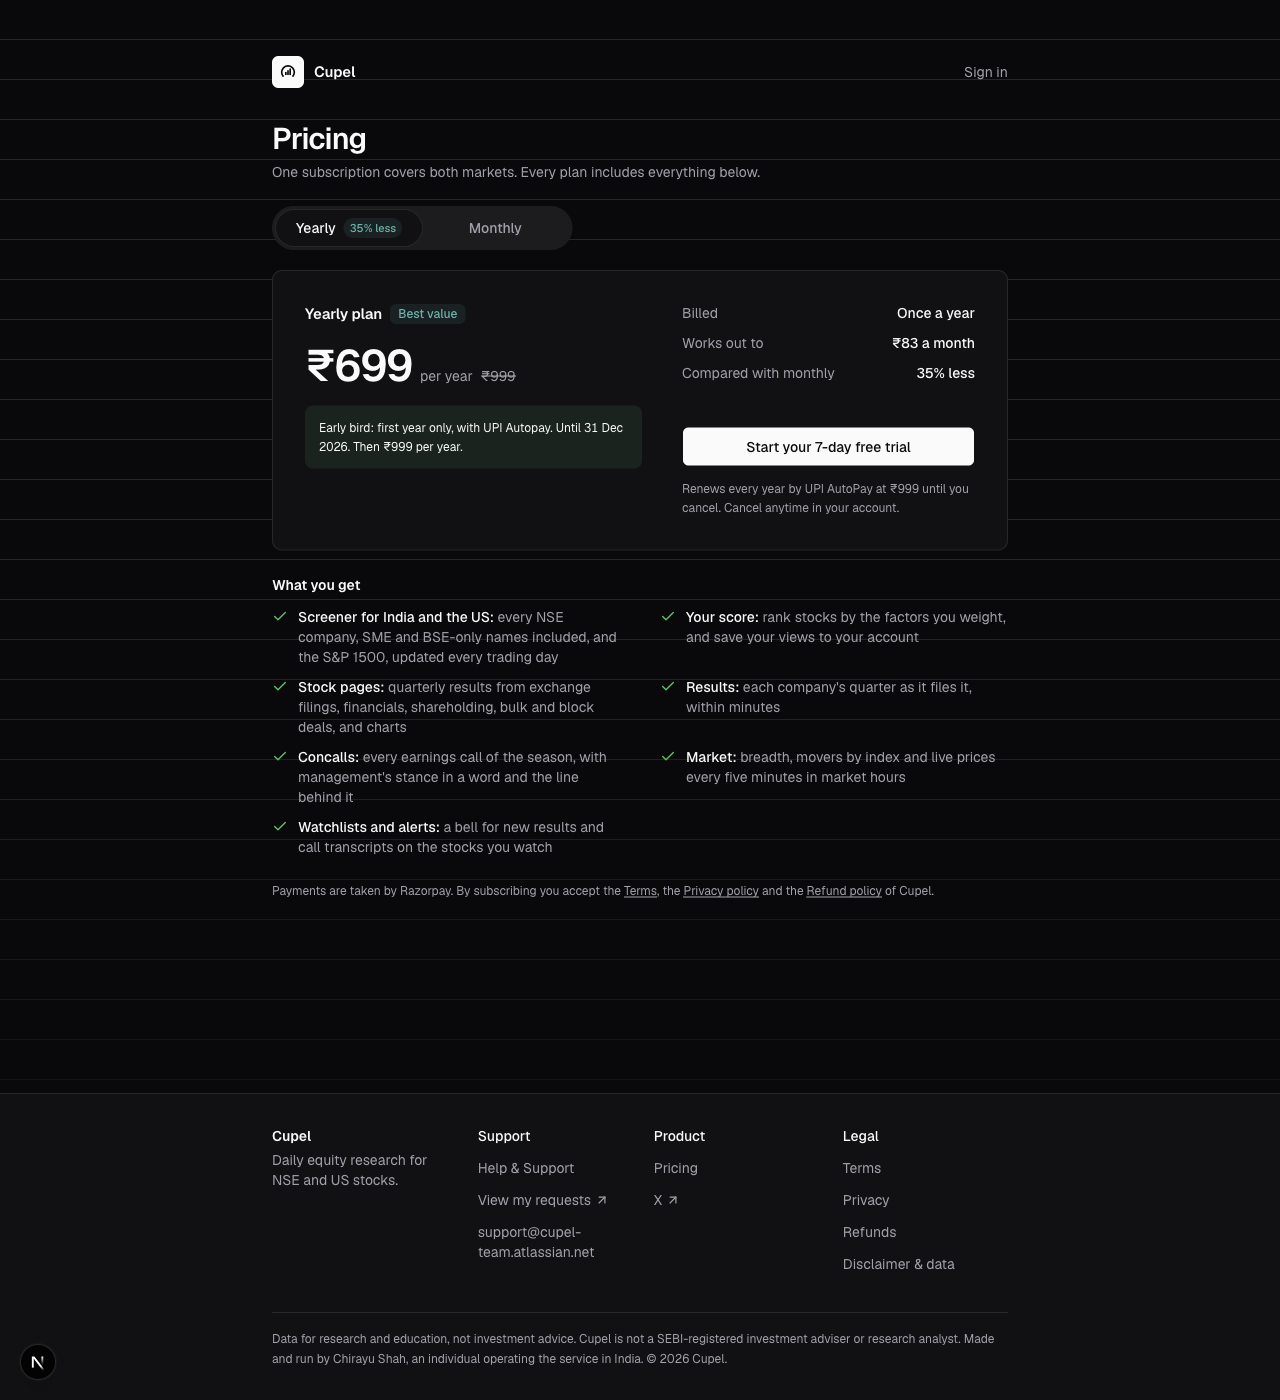 Cupel
Sign in
Pricing
One subscription covers both markets. Every plan includes everything below.
Yearly 35% less
Monthly
Yearly plan Best value
₹699 per year ₹999
Early bird: first year only, with UPI Autopay. Until 31 Dec
2026. Then ₹999 per year.
Billed Once a year
Works out to ₹83 a month
Compared with monthly 35% less
Start your 7-day free trial
Renews every year by UPI AutoPay at ₹999 until you
cancel. Cancel anytime in your account.
What you get
Screener for India and the US: every NSE
company, SME and BSE-only names included, and
the S&P 1500, updated every trading day
Your score: rank stocks by the factors you weight,
and save your views to your account
Stock pages: quarterly results from exchange
filings, financials, shareholding, bulk and block
deals, and charts
Results: each company's quarter as it files it,
within minutes
Concalls: every earnings call of the season, with
management's stance in a word and the line
behind it
Market: breadth, movers by index and live prices
every five minutes in market hours
Watchlists and alerts: a bell for new results and
call transcripts on the stocks you watch
Payments are taken by Razorpay. By subscribing you accept the Terms, the Privacy policy and the Refund policy of Cupel.
Cupel
Daily equity research for
NSE and US stocks.
Support
Help & Support
View my requests
support@cupel-
team.atlassian.net
Product
Pricing
X
Legal
Terms
Privacy
Refunds
Disclaimer & data
Data for research and education, not investment advice. Cupel is not a SEBI-registered investment adviser or research analyst. Made
and run by Chirayu Shah, an individual operating the service in India. © 2026 Cupel.
N